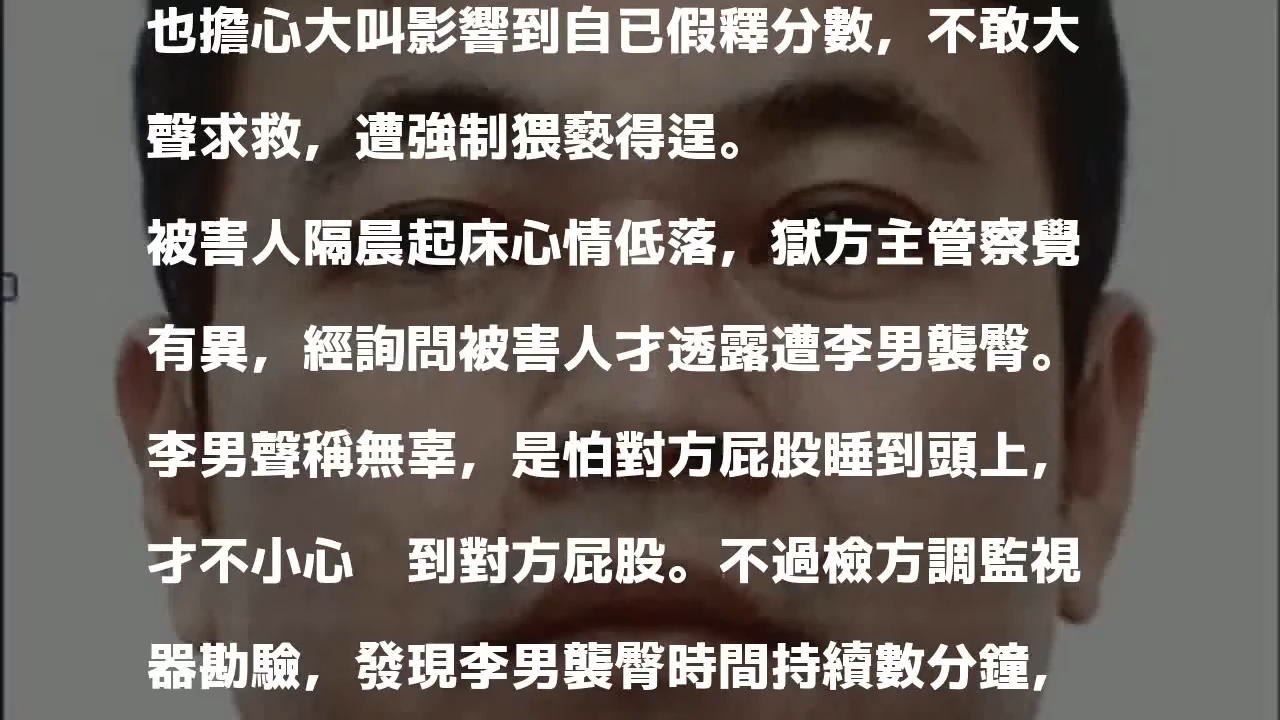 也擔心大叫影響到自已假釋分數，不敢大
聲求救，遭強制猥褻得逞。
被害人隔晨起床心情低落，獄方主管察覺
有異，經詢問被害人才透露遭李男襲臀。
李男聲稱無辜，是怕對方屁股睡到頭上，
才不小心　到對方屁股。不過檢方調監視
器勘驗，發現李男襲臀時間持續數分鐘，